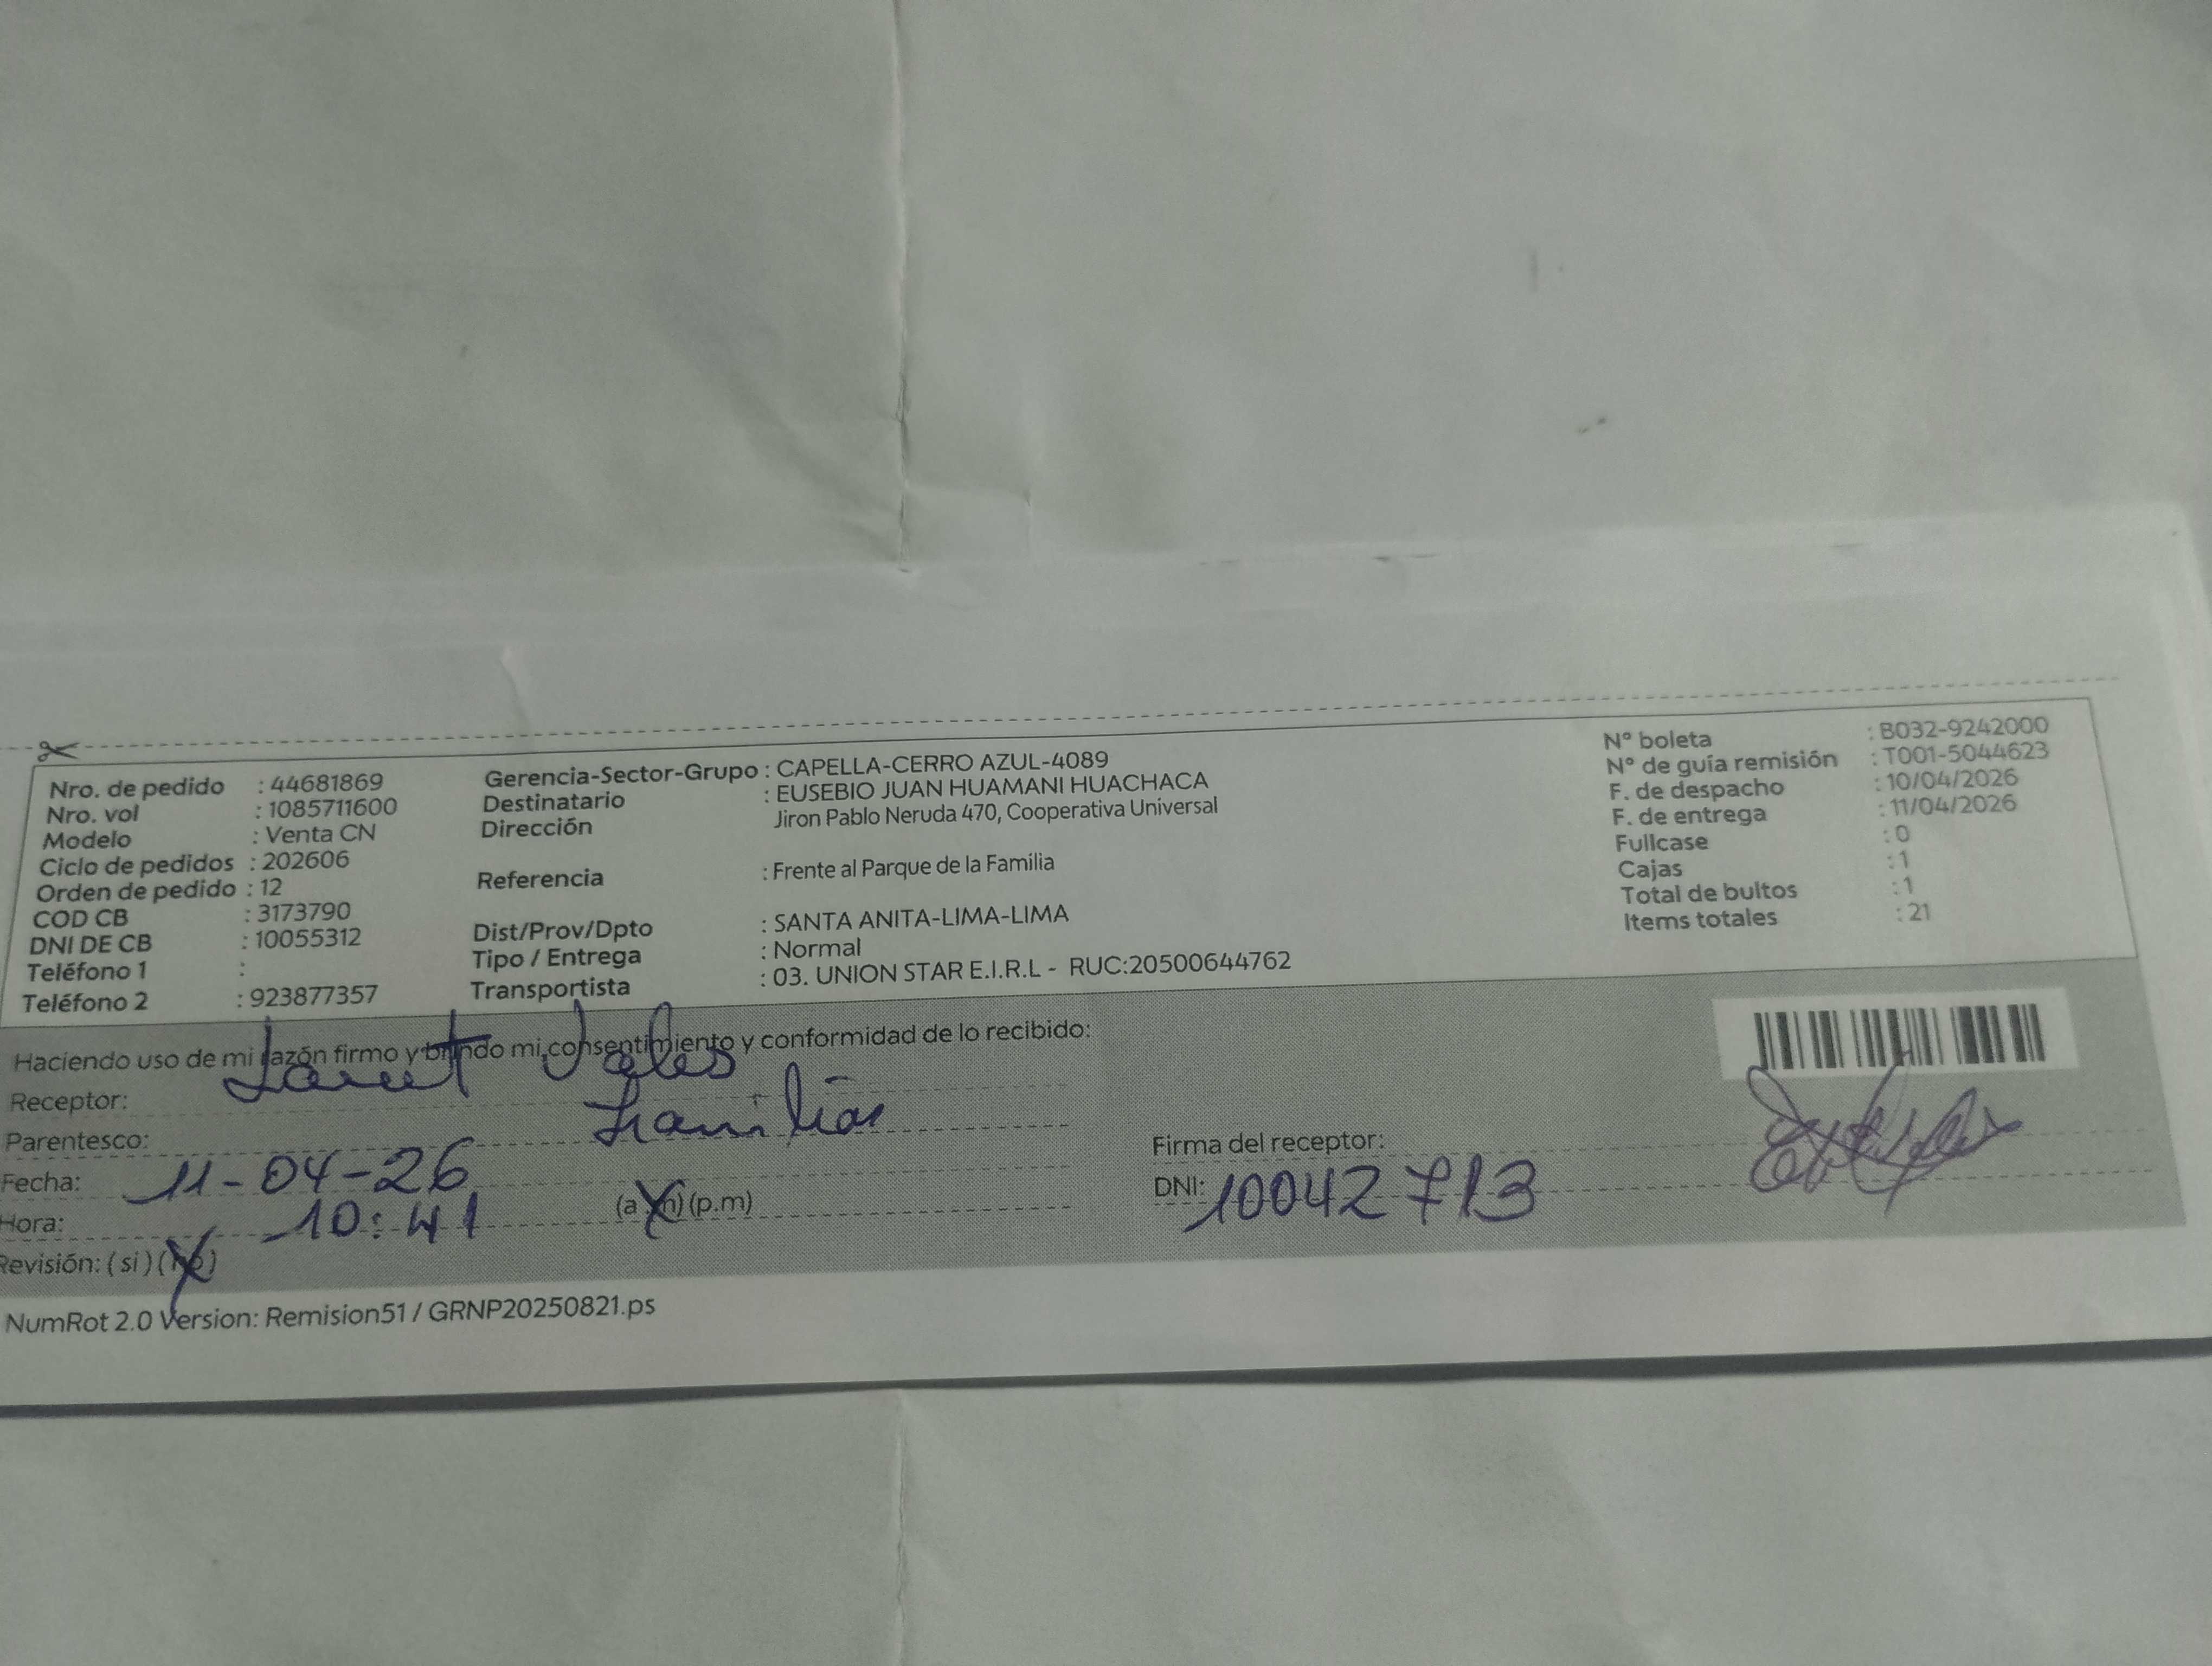 Nro. de pedido : 44681869
Nro. vol : 1085711600
Modelo : Venta CN
Ciclo de pedidos : 202606
Orden de pedido : 12
COD CB : 3173790
DNI DE CB : 10055312
Teléfono 1 :
Teléfono 2 : 923877357
Gerencia-Sector-Grupo : CAPELLA-CERRO AZUL-4089
Destinatario : EUSEBIO JUAN HUAMANI HUACHACA
Dirección Jiron Pablo Neruda 470, Cooperativa Universal
Referencia : Frente al Parque de la Familia
Dist/Prov/Dpto : SANTA ANITA-LIMA-LIMA
Tipo / Entrega : Normal
Transportista : 03. UNION STAR E.I.R.L - RUC:20500644762
N° boleta : B032-9242000
N° de guía remisión : T001-5044623
F. de despacho : 10/04/2026
F. de entrega : 11/04/2026
Fullcase : 0
Cajas : 1
Total de bultos : 1
Items totales : 21
Haciendo uso de mi razón firmo y brindo mi consentimiento y conformidad de lo recibido:
Receptor:
Parentesco: Familiar
Fecha: 11-04-26
Hora: 10:41 (a.m) (p.m)
Revisión: (si) (no)
Firma del receptor:
DNI: 10042713
NumRot 2.0 Version: Remision51 / GRNP20250821.ps